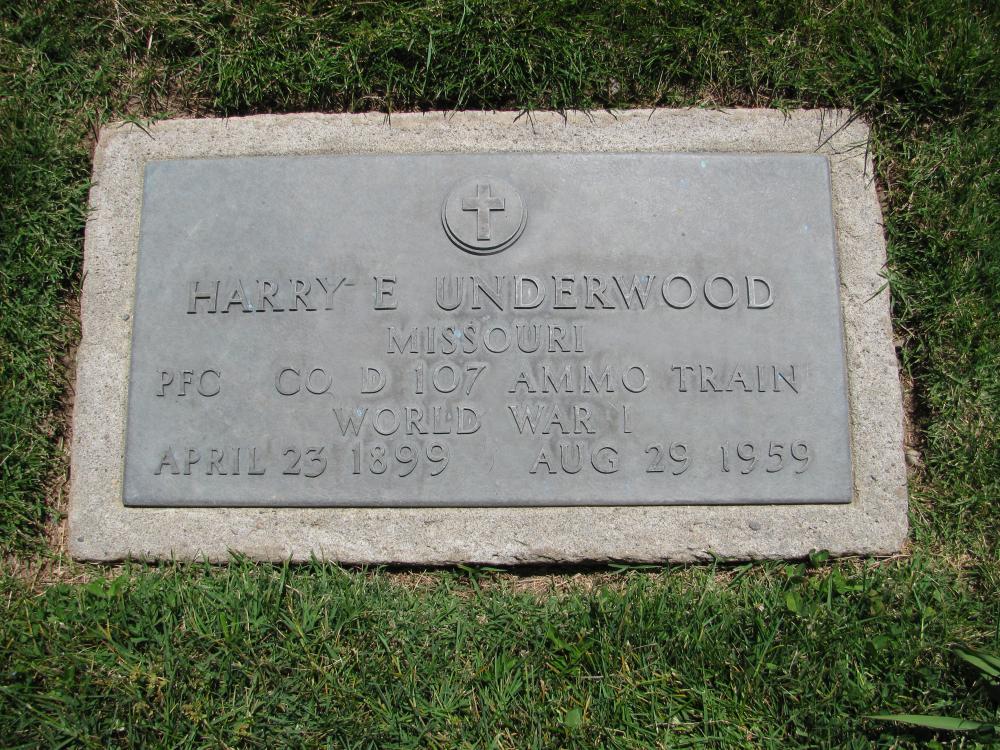 HARRY E UNDERWOOD
MISSOURI
PFC CO D 107 AMMO TRAIN
WORLD WAR I
APRIL 23 1899 AUG 29 1959